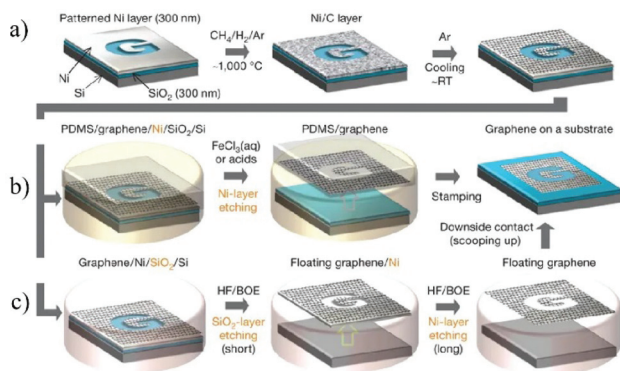 a)
Patterned Ni layer (300 nm)
Ni
Si
SiO₂ (300 nm)
CH₄/H₂/Ar
~1,000 °C
Ni/C layer
Ar
Cooling
~RT
b)
PDMS/graphene/Ni/SiO₂/Si
FeCl₃(aq)
or acids
Ni-layer
etching
PDMS/graphene
Stamping
Graphene on a substrate
Downside contact
(scooping up)
c)
Graphene/Ni/SiO₂/Si
HF/BOE
SiO₂-layer
etching
(short)
Floating graphene/Ni
HF/BOE
Ni-layer
etching
(long)
Floating graphene
G
G
G
G
G
G
G
G
G